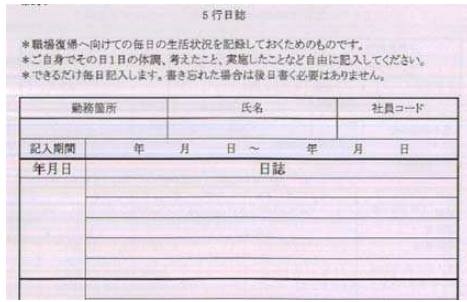 5行日誌
*職場復帰へ向けての毎日の生活状況を記録しておくためのものです。
*ご自身でその日1日の体調、考えたこと、実施したことなど自由に記入してください。
*できるだけ毎日記入します。書き忘れた場合は後日書く必要はありません。
勤務箇所 氏名 社員コード
記入期間 年 月 日 ~ 年 月 日
年月日 日誌